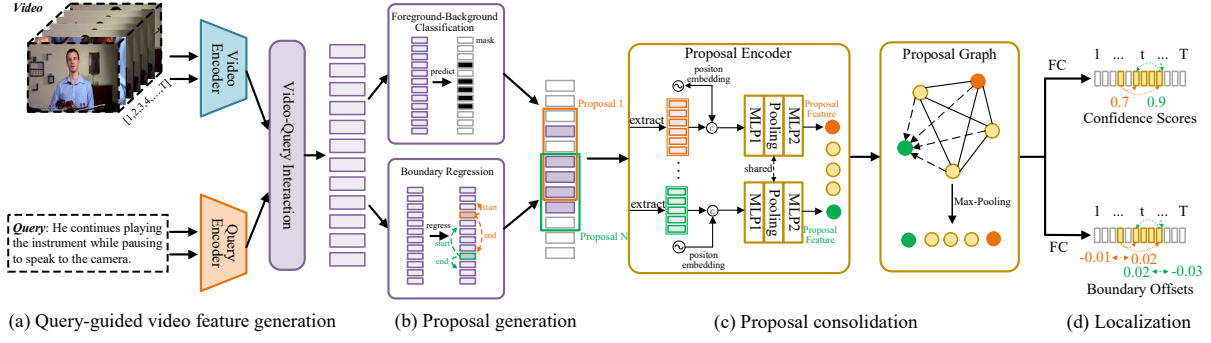 Video
[1,2,3,4,...,T]
Video
Encoder
Query: He continues playing
the instrument while pausing
to speak to the camera.
Query
Encoder
Video-Query
Interaction
(a) Query-guided video feature generation
Foreground-Background
Classification
mask
predict
Boundary Regression
regress
start
end
start
end
Proposal 1
Proposal N
(b) Proposal generation
Proposal Encoder
positon
embedding
extract
c
MLP1
Pooling
MLP2
Proposal
Feature
shared
extract
c
MLP1
Pooling
MLP2
Proposal
Feature
positon
embedding
Proposal Graph
Max-Pooling
(c) Proposal consolidation
FC
1 ... t ... T
0.7 0.9
Confidence Scores
FC
1 ... t ... T
-0.01 0.02
0.02 -0.03
Boundary Offsets
(d) Localization